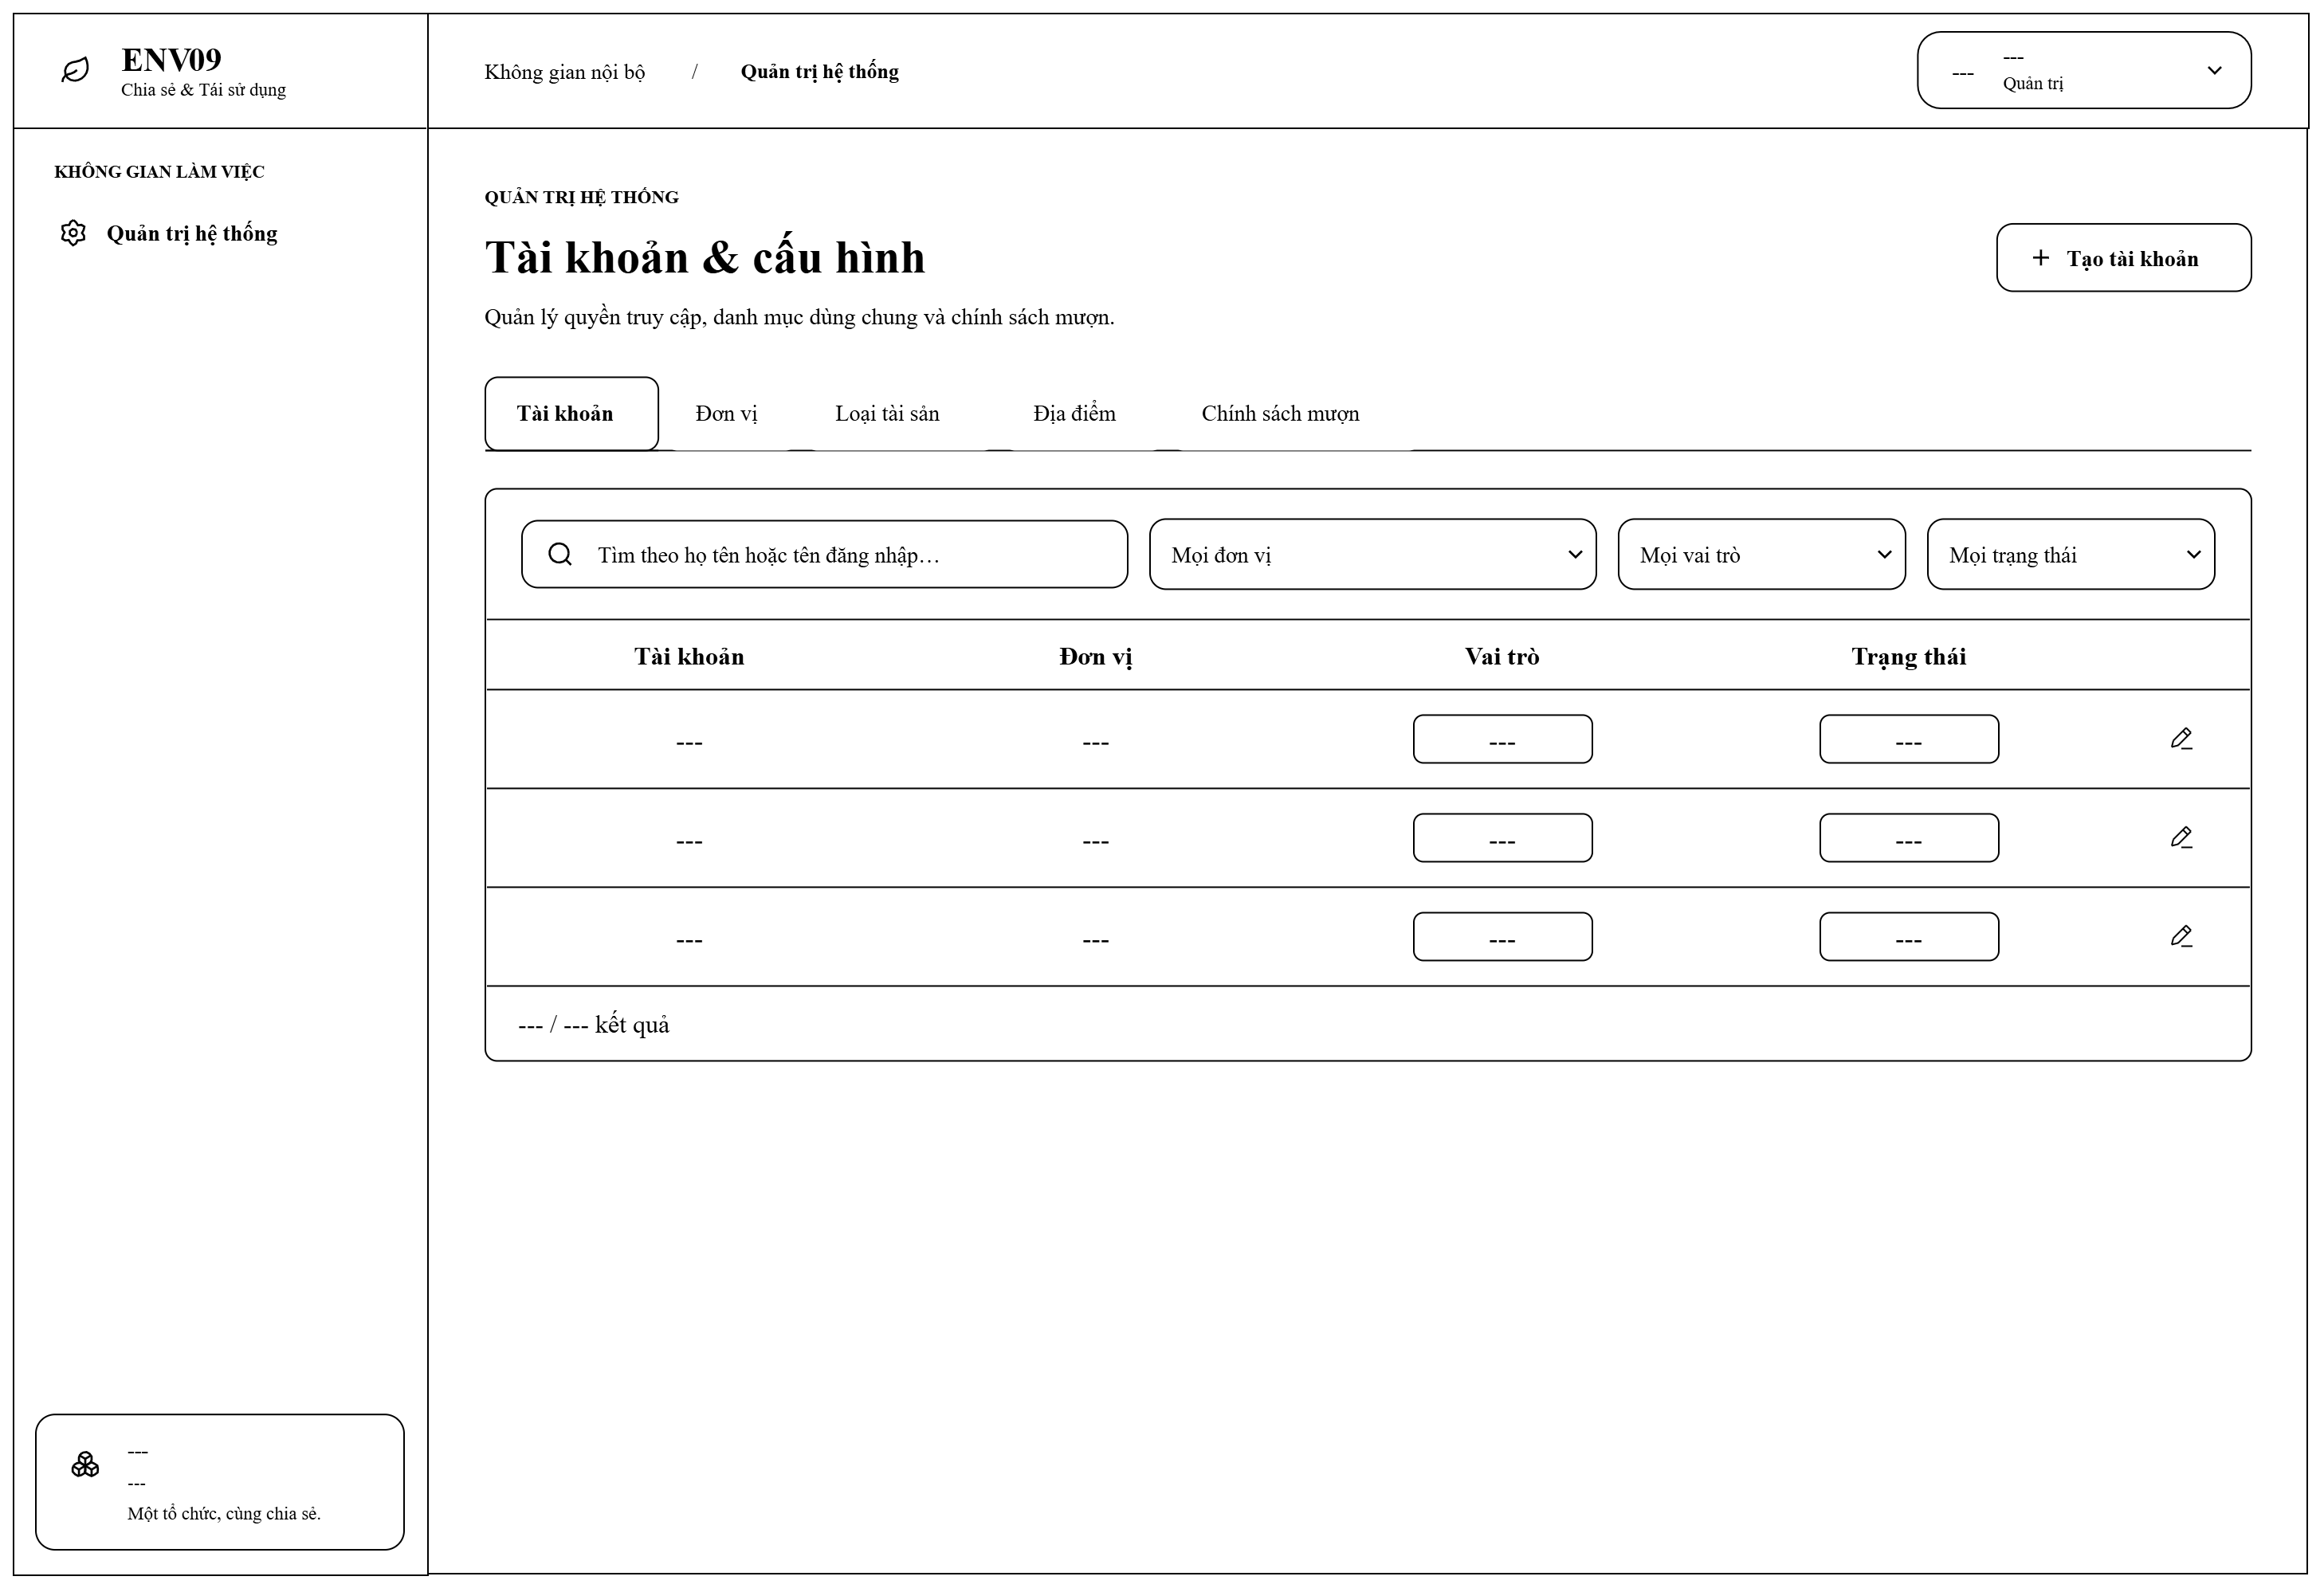 ENV09
Chia sẻ & Tái sử dụng
Không gian nội bộ / Quản trị hệ thống
---
---
Quản trị
KHÔNG GIAN LÀM VIỆC
Quản trị hệ thống
QUẢN TRỊ HỆ THỐNG
Tài khoản & cấu hình
Tạo tài khoản
Quản lý quyền truy cập, danh mục dùng chung và chính sách mượn.
Tài khoản Đơn vị Loại tài sản Địa điểm Chính sách mượn
Tìm theo họ tên hoặc tên đăng nhập… Mọi đơn vị Mọi vai trò Mọi trạng thái
Tài khoản Đơn vị Vai trò Trạng thái
--- --- --- ---
--- --- --- ---
--- --- --- ---
--- / --- kết quả
---
---
Một tổ chức, cùng chia sẻ.